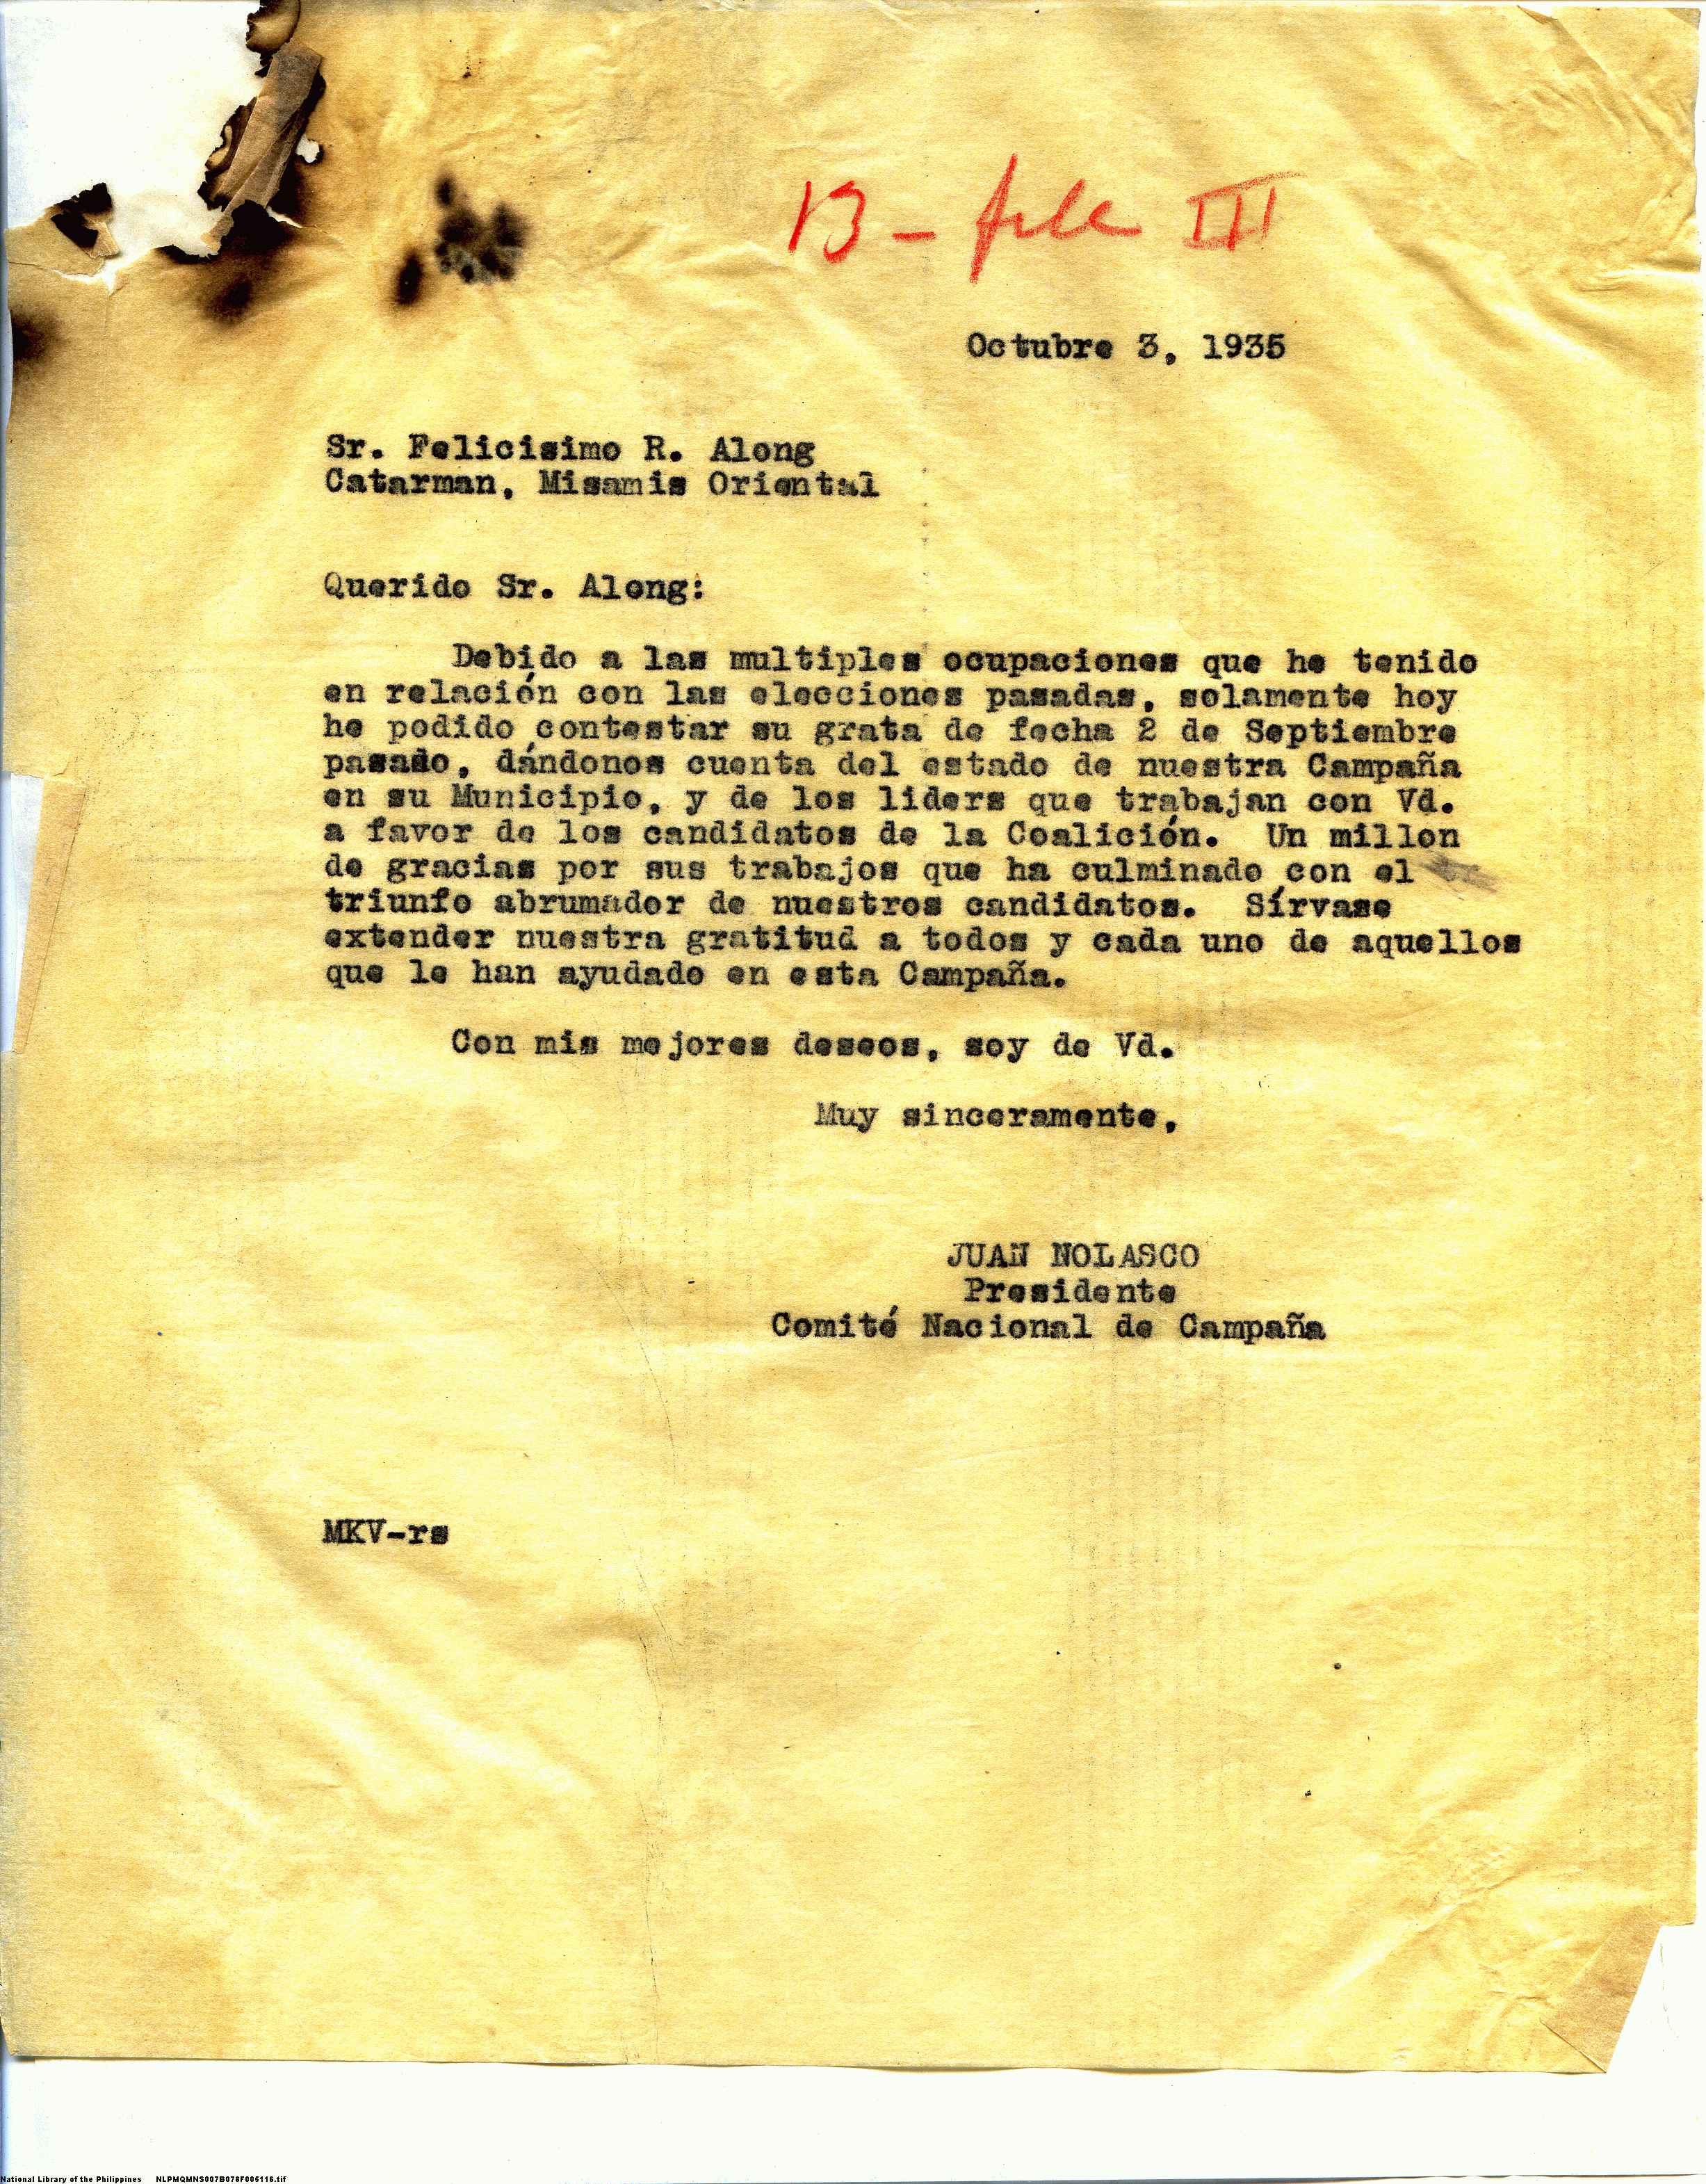 13 - file III
Octubre 3, 1935
Sr. Felicisimo R. Along
Catarman, Misamis Oriental
Querido Sr. Along:
Debido a las multiples ocupaciones que he tenido
en relación con las elecciones pasadas, solamente hoy
he podido contestar su grata de fecha 2 de Septiembre
pasado, dándonos cuenta del estado de nuestra Campaña
en su Municipio, y de los liders que trabajan con Vd.
a favor de los candidatos de la Coalición. Un millon
de gracias por sus trabajos que ha culminado con el
triunfo abrumador de nuestros candidatos. Sírvase
extender nuestra gratitud a todos y cada uno de aquellos
que le han ayudado en esta Campaña.
Con mis mejores deseos, soy de Vd.
Muy sinceramente,
JUAN NOLASCO
Presidente
Comité Nacional de Campaña
MKV-rs
National Library of the Philippines NLPMQMNS007B078F005116.tif